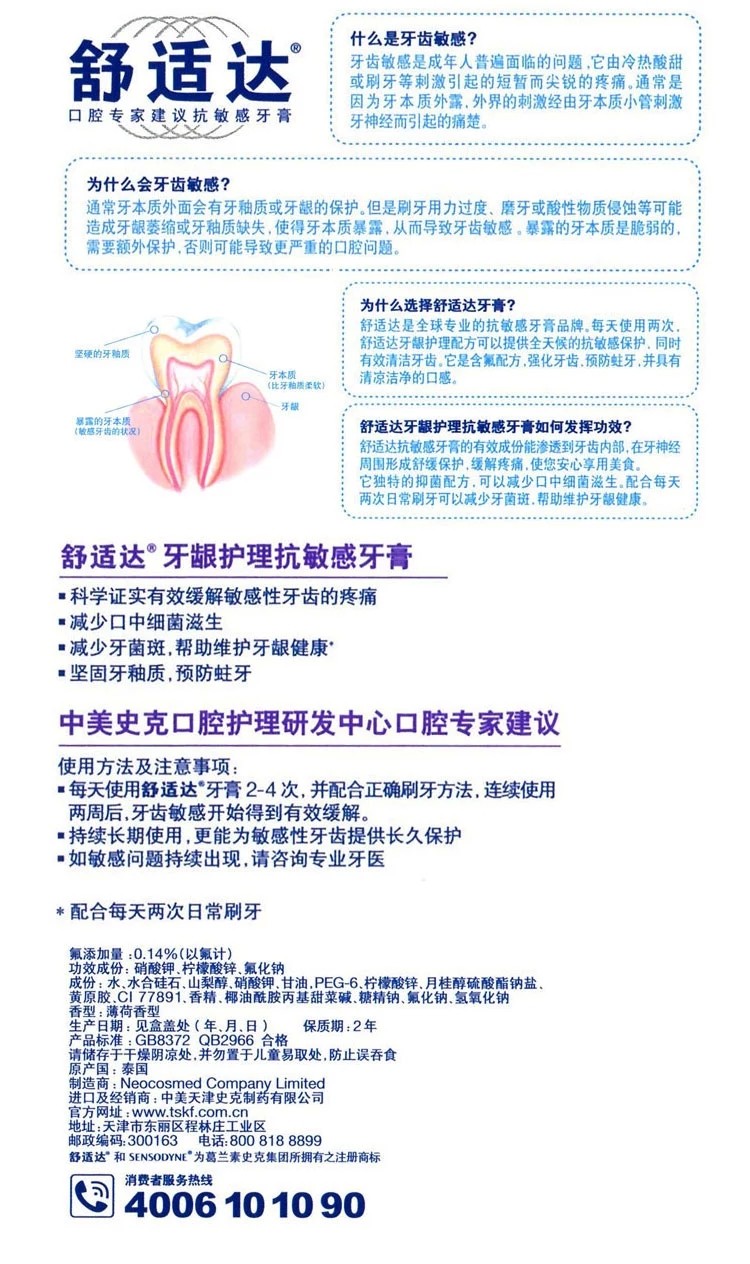 舒适达®
口腔专家建议抗敏感牙膏
什么是牙齿敏感?
牙齿敏感是成年人普遍面临的问题,它由冷热酸甜
或刷牙等刺激引起的短暂而尖锐的疼痛。通常是
因为牙本质外露,外界的刺激经由牙本质小管刺激
牙神经而引起的痛楚。
为什么会牙齿敏感?
通常牙本质外面会有牙釉质或牙龈的保护。但是刷牙用力过度、磨牙或酸性物质侵蚀等可能
造成牙龈萎缩或牙釉质缺失,使得牙本质暴露,从而导致牙齿敏感。暴露的牙本质是脆弱的,
需要额外保护,否则可能导致更严重的口腔问题。
坚硬的牙釉质
牙本质
(比牙釉质柔软)
牙龈
暴露的牙本质
(敏感牙齿的状况)
为什么选择舒适达牙膏?
舒适达是全球专业的抗敏感牙膏品牌。每天使用两次,
舒适达牙龈护理配方可以提供全天候的抗敏感保护,同时
有效清洁牙齿。它是含氟配方,强化牙齿,预防蛀牙,并具有
清凉洁净的口感。
舒适达牙龈护理抗敏感牙膏如何发挥功效?
舒适达抗敏感牙膏的有效成份能渗透到牙齿内部,在牙神经
周围形成舒缓保护,缓解疼痛,使您安心享用美食。
它独特的抑菌配方,可以减少口中细菌滋生。配合每天
两次日常刷牙可以减少牙菌斑,帮助维护牙龈健康。
舒适达®牙龈护理抗敏感牙膏
▪科学证实有效缓解敏感性牙齿的疼痛
▪减少口中细菌滋生
▪减少牙菌斑,帮助维护牙龈健康*
▪坚固牙釉质,预防蛀牙
中美史克口腔护理研发中心口腔专家建议
使用方法及注意事项:
▪每天使用舒适达®牙膏2-4次,并配合正确刷牙方法,连续使用
两周后,牙齿敏感开始得到有效缓解。
▪持续长期使用,更能为敏感性牙齿提供长久保护
▪如敏感问题持续出现,请咨询专业牙医
*配合每天两次日常刷牙
氟添加量:0.14%(以氟计)
功效成份:硝酸钾、柠檬酸锌、氟化钠
成份:水、水合硅石、山梨醇、硝酸钾、甘油,PEG-6、柠檬酸锌、月桂醇硫酸酯钠盐、
黄原胶、CI 77891、香精、椰油酰胺丙基甜菜碱、糖精钠、氟化钠、氢氧化钠
香型:薄荷香型
生产日期:见盒盖处(年、月、日) 保质期:2年
产品标准:GB8372 QB2966 合格
请储存于干燥阴凉处,并勿置于儿童易取处,防止误吞食
原产国:泰国
制造商:Neocosmed Company Limited
进口及经销商:中美天津史克制药有限公司
官方网址:www.tskf.com.cn
地址:天津市东丽区程林庄工业区
邮政编码:300163 电话:800 818 8899
舒适达®和SENSODYNE®为葛兰素史克集团所拥有之注册商标
消费者服务热线
4006 10 10 90